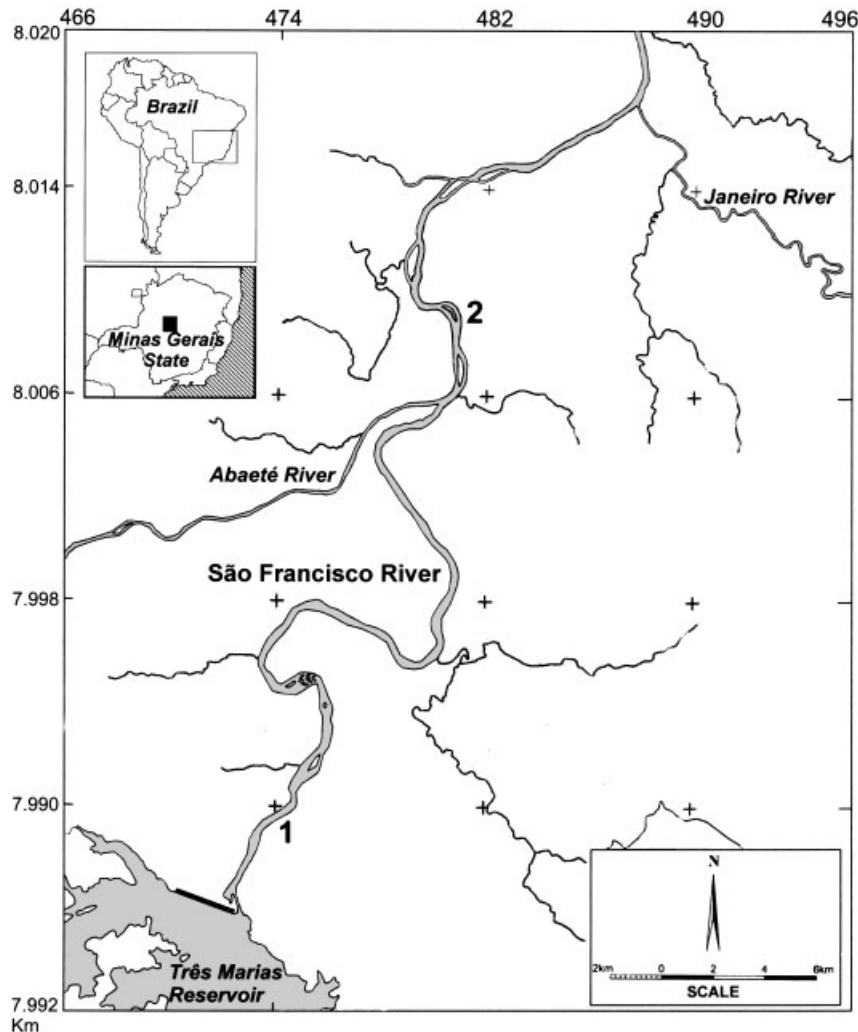 466 474 482 490 496
8.020
Brazil
8.014
Janeiro River
2
Minas Gerais
State
8.006
Abaeté River
São Francisco River
7.998
7.990
1
N
2km 0 2 4 6km
SCALE
Três Marias
Reservoir
7.992
Km